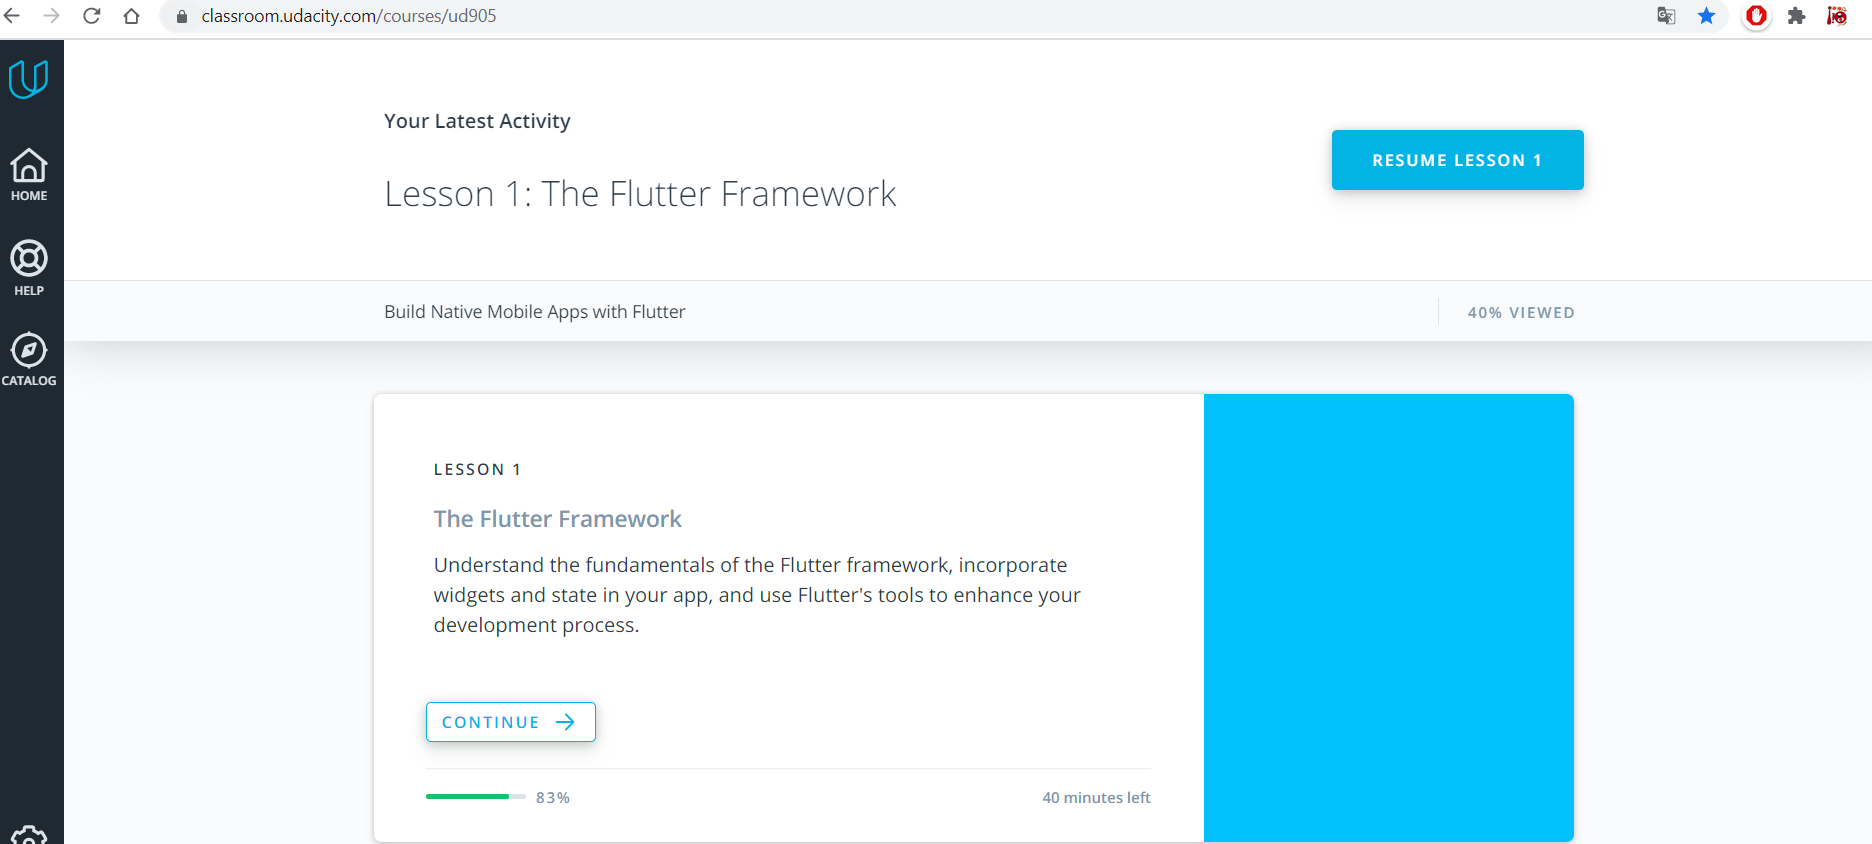 classroom.udacity.com/courses/ud905
HOME
HELP
CATALOG
Your Latest Activity
Lesson 1: The Flutter Framework
RESUME LESSON 1
Build Native Mobile Apps with Flutter
40% VIEWED
LESSON 1
The Flutter Framework
Understand the fundamentals of the Flutter framework, incorporate
widgets and state in your app, and use Flutter's tools to enhance your
development process.
CONTINUE
83%
40 minutes left